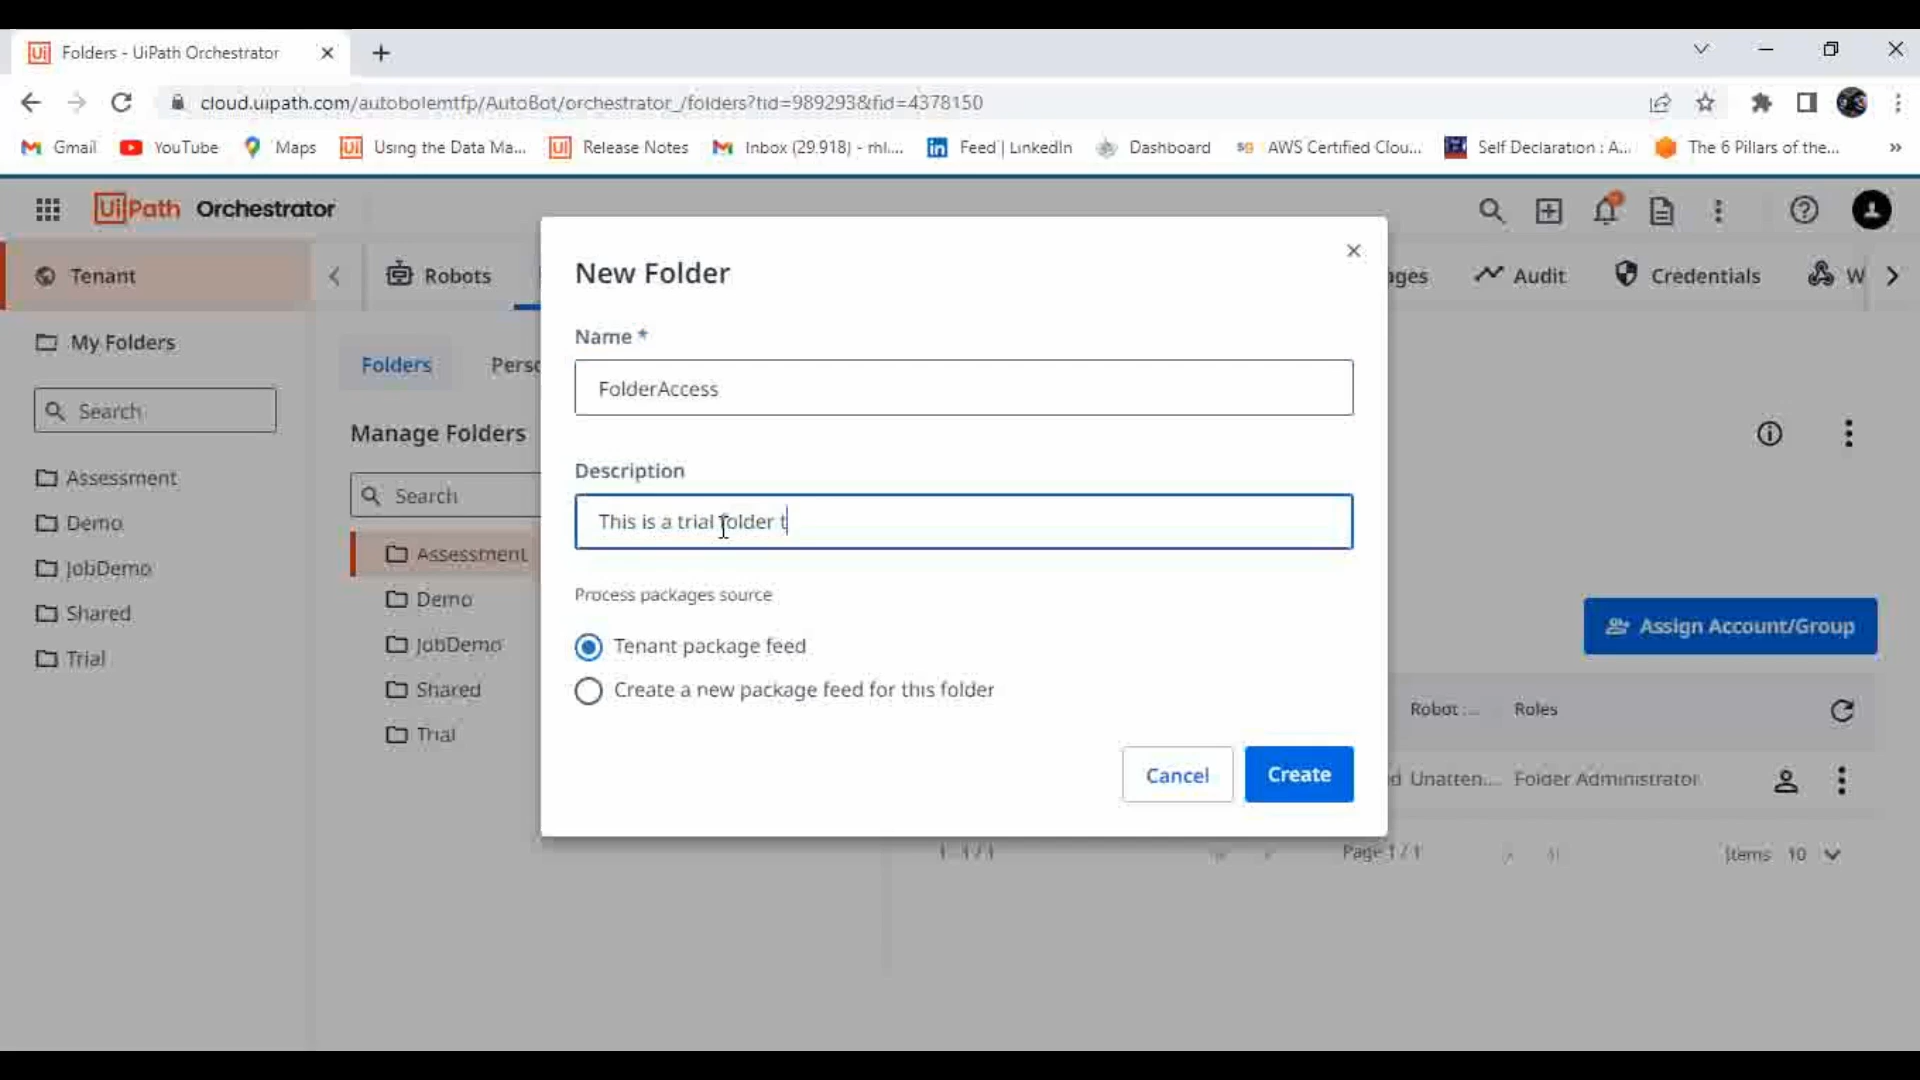 Folders - UiPath Orchestrator
cloud.uipath.com/autobolemtfp/AutoBot/orchestrator_/folders?tid=989293&fid=4378150
Gmail YouTube Maps Using the Data Ma... Release Notes Inbox (29,918) - rhl.... Feed | LinkedIn Dashboard AWS Certified Clou... Self Declaration : A... The 6 Pillars of the... »
UiPath Orchestrator
Tenant Robots ages Audit Credentials W
My Folders
Folders Perso
Search
Manage Folders
Search
Assessment
Demo
JobDemo
Shared
Trial
Assessment
Demo
JobDemo
Shared
Trial
New Folder
Name *
FolderAccess
Description
This is a trial folder t
Process packages source
Tenant package feed
Create a new package feed for this folder
Cancel Create
Assign Account/Group
Robot ... Roles
d Unatten... Folder Administrator
1 - 1 / 1 Page 1 / 1 Items 10